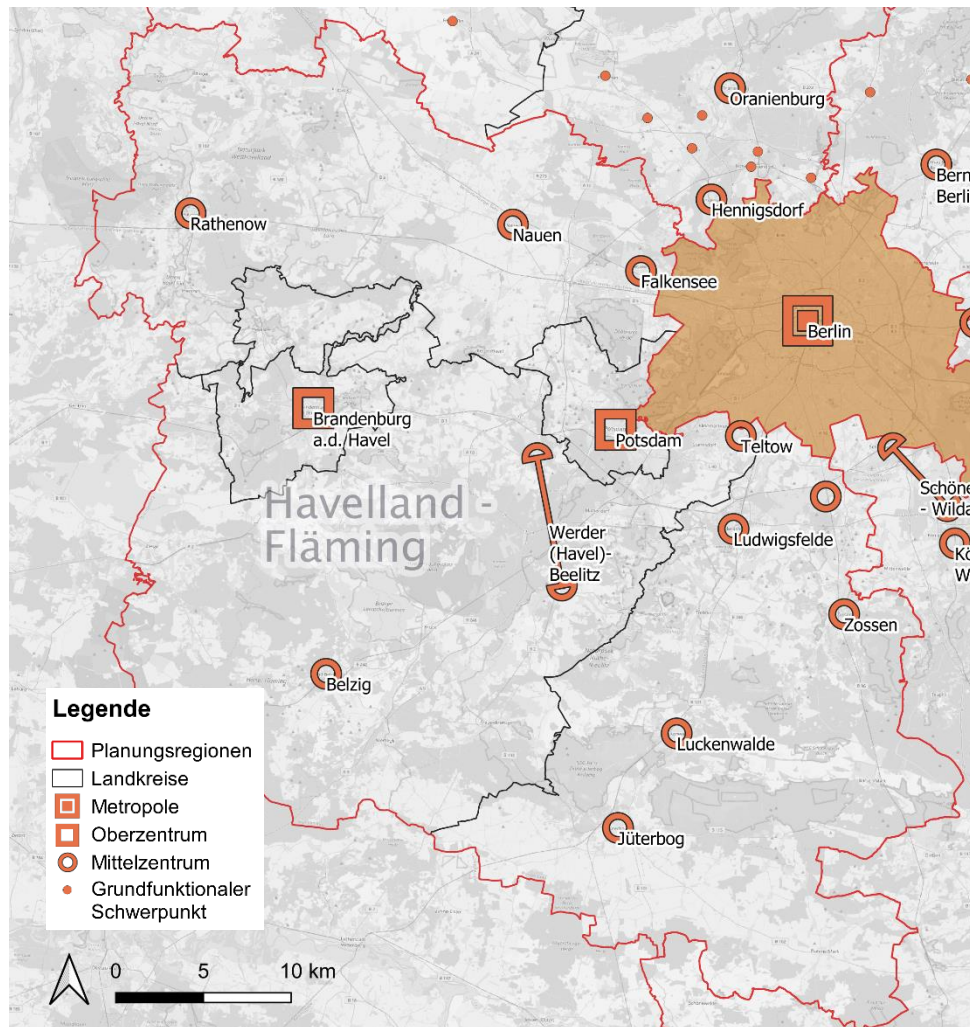 Oranienburg
Bern
Berli
Hennigsdorf
Rathenow
Nauen
Falkensee
Berlin
Brandenburg
a.d. Havel
Potsdam
Teltow
Havelland -
Fläming
Schöne
- Wilda
Werder
(Havel)-
Beelitz
Ludwigsfelde
Kö
W
Zossen
Belzig
Luckenwalde
Jüterbog
Legende
Planungsregionen
Landkreise
Metropole
Oberzentrum
Mittelzentrum
Grundfunktionaler
Schwerpunkt
0 5 10 km